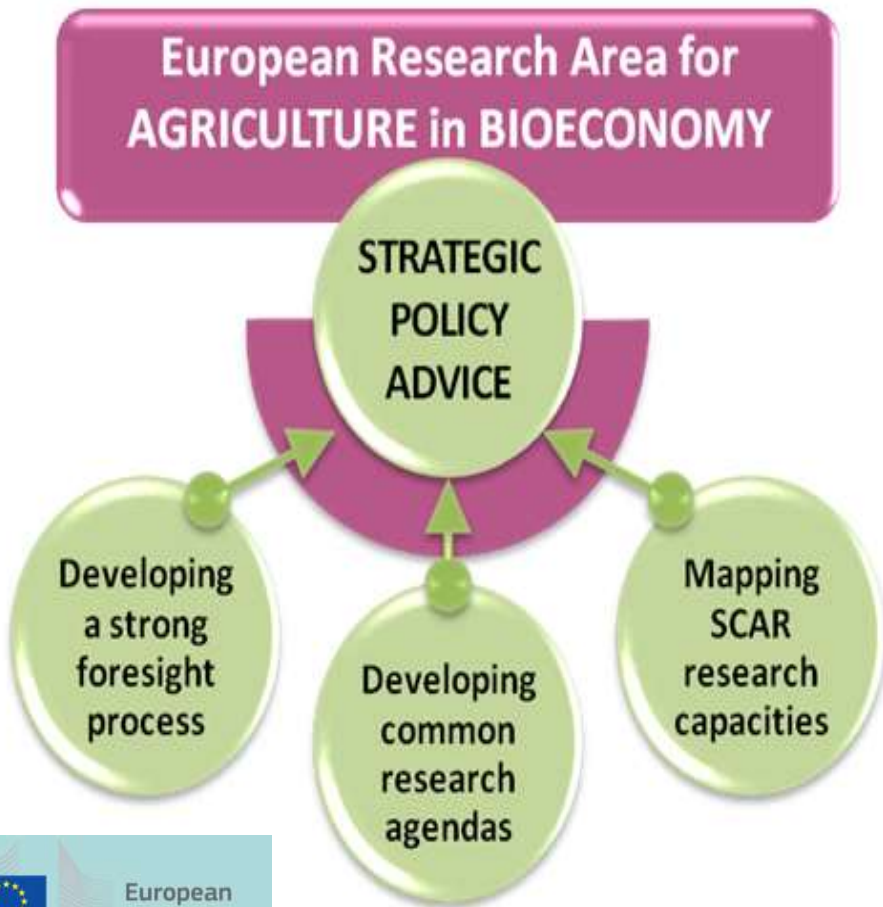 European Research Area for
AGRICULTURE in BIOECONOMY
STRATEGIC
POLICY
ADVICE
Developing
a strong
foresight
process
Developing
common
research
agendas
Mapping
SCAR
research
capacities
European